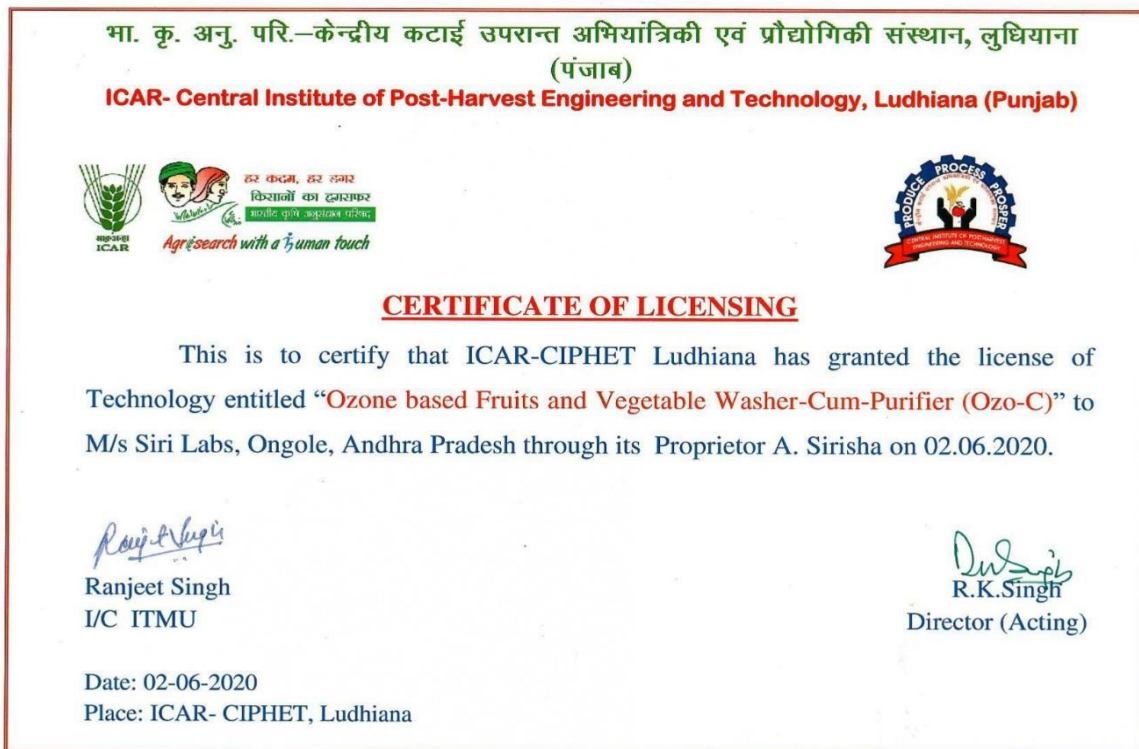 भा. कृ. अनु. परि.–केन्द्रीय कटाई उपरान्त अभियांत्रिकी एवं प्रौद्योगिकी संस्थान, लुधियाना
(पंजाब)
ICAR- Central Institute of Post-Harvest Engineering and Technology, Ludhiana (Punjab)
हर कदम, हर डगर
किसानों का हमसफर
भारतीय कृषि अनुसंधान परिषद
Agrisearch with a human touch
ICAR
PRODUCE PROCESS PROSPER
CENTRAL INSTITUTE OF POST-HARVEST
ENGINEERING AND TECHNOLOGY
CERTIFICATE OF LICENSING
This is to certify that ICAR-CIPHET Ludhiana has granted the license of
Technology entitled “Ozone based Fruits and Vegetable Washer-Cum-Purifier (Ozo-C)” to
M/s Siri Labs, Ongole, Andhra Pradesh through its Proprietor A. Sirisha on 02.06.2020.
Ranjeet Singh
I/C ITMU
R.K.Singh
Director (Acting)
Date: 02-06-2020
Place: ICAR- CIPHET, Ludhiana